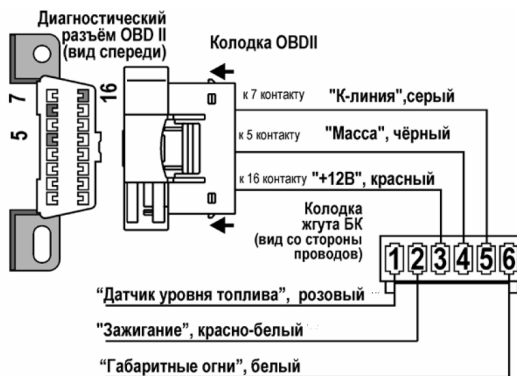 Диагностический
разъём OBD II
(вид спереди)
Колодка OBDII
7
16
5
к 7 контакту "К-линия",серый
к 5 контакту "Масса", чёрный
к 16 контакту "+12В", красный
Колодка
жгута БК
(вид со стороны
проводов)
1 2 3 4 5 6
“Датчик уровня топлива”, розовый
"Зажигание”, красно-белый
“Габаритные огни”, белый